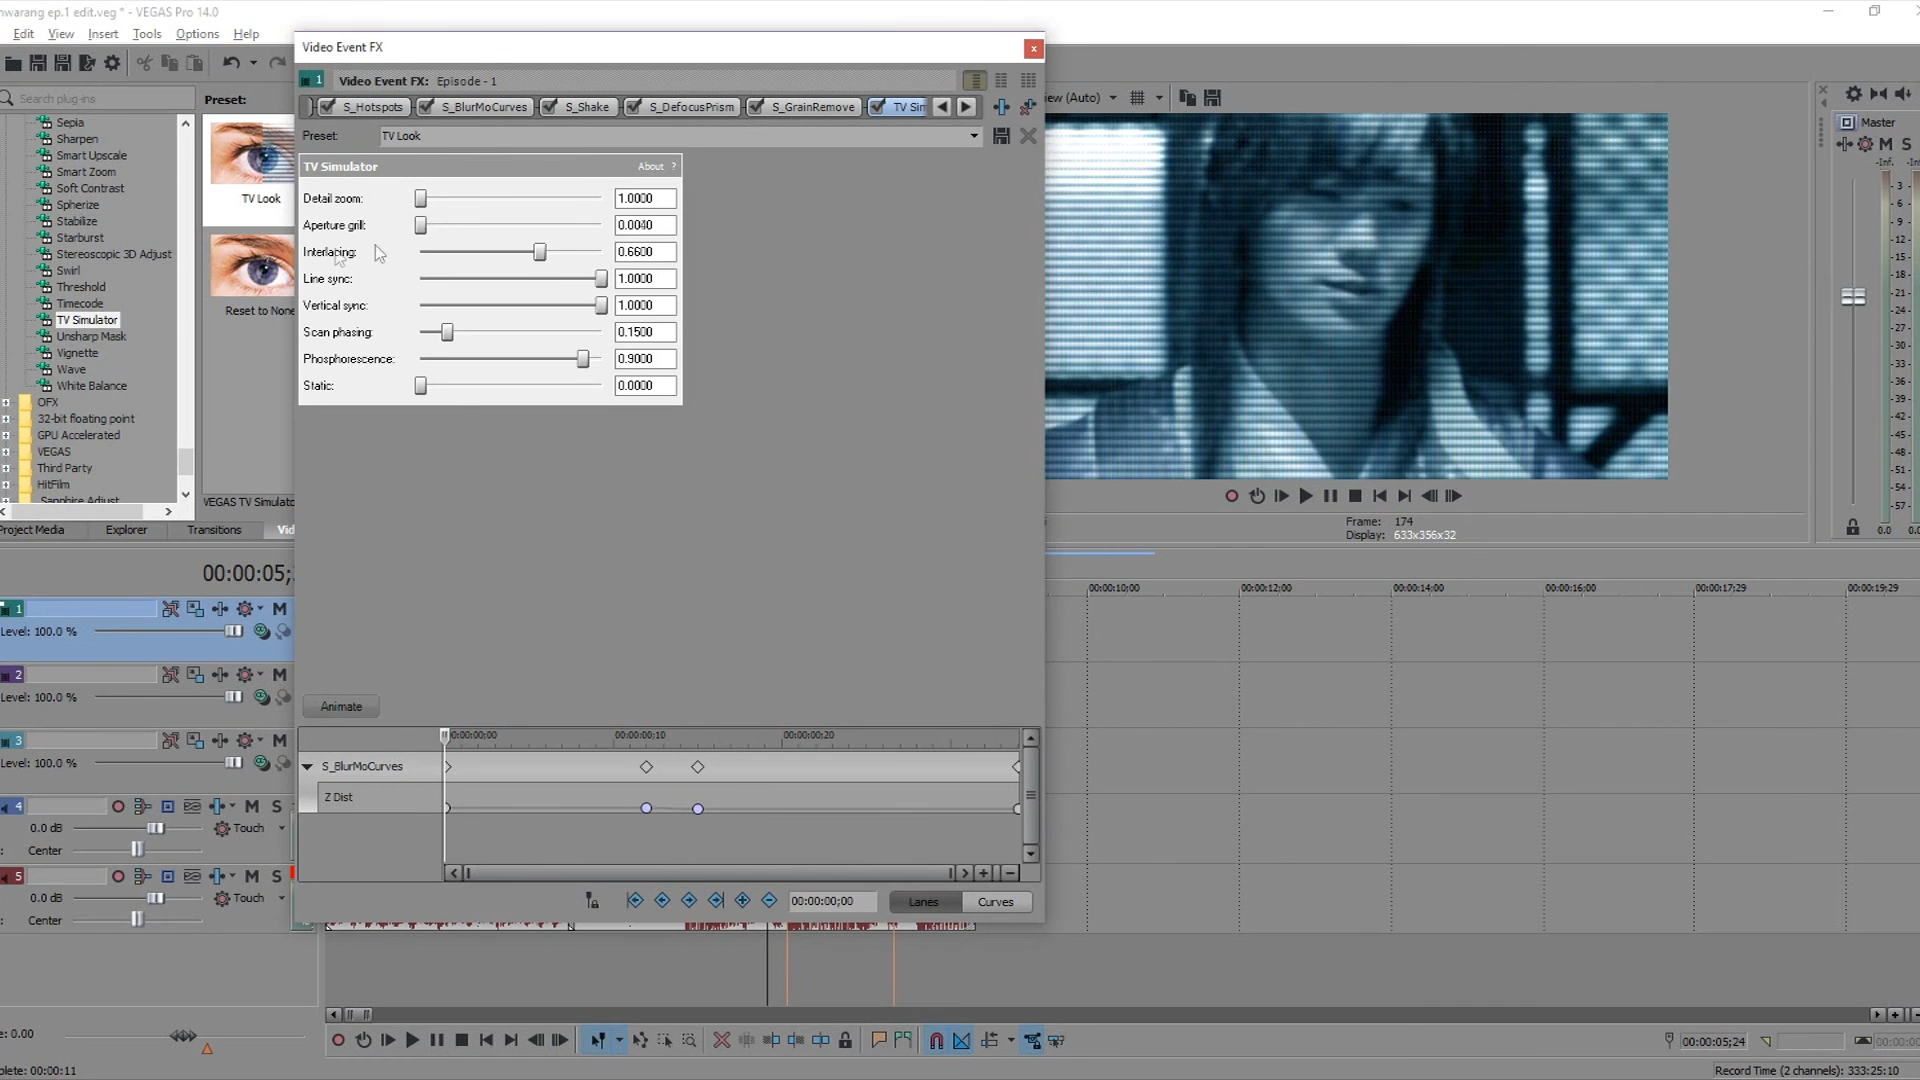 nwarang ep.1 edit.veg * - VEGAS Pro 14.0
Edit View Insert Tools Options Help
Video Event FX
Video Event FX: Episode - 1
S_Hotspots S_BlurMoCurves S_Shake S_DefocusPrism S_GrainRemove TV Sim
Preset: TV Look
Search plug-ins
Preset:
Sepia
Sharpen
Smart Upscale
Smart Zoom
Soft Contrast
Spherize
Stabilize
Starburst
Stereoscopic 3D Adjust
Swirl
Threshold
Timecode
TV Simulator
Unsharp Mask
Vignette
Wave
White Balance
OFX
32-bit floating point
GPU Accelerated
VEGAS
Third Party
HitFilm
Sapphire Adjust
TV Look
Reset to None
VEGAS TV Simulato
Project Media Explorer Transitions Vid
TV Simulator About ?
Detail zoom: 1.0000
Aperture grill: 0.0040
Interlacing: 0.6600
Line sync: 1.0000
Vertical sync: 1.0000
Scan phasing: 0.1500
Phosphorescence: 0.9000
Static: 0.0000
iew (Auto)
Frame: 174
Display: 633x356x32
Master
M S
-Inf. -Inf.
3
6
9
12
15
18
21
24
27
30
33
36
39
42
45
48
51
54
57
0.0 0.0
00:00:05;
00:00:10;00 00:00:12;00 00:00:14;00 00:00:16;00 00:00:17;29 00:00:19;29
1 M
Level: 100.0 %
2 M
Level: 100.0 %
3 M
Level: 100.0 %
4 M S
0.0 dB Touch
Center
5 M S
0.0 dB Touch
Center
Animate
00:00:00;00 00:00:00;10 00:00:00;20
S_BlurMoCurves
Z Dist
00:00:00;00 Lanes Curves
e: 0.00
00:00:05;24
plete: 00:00:11
Record Time (2 channels): 333:25:10